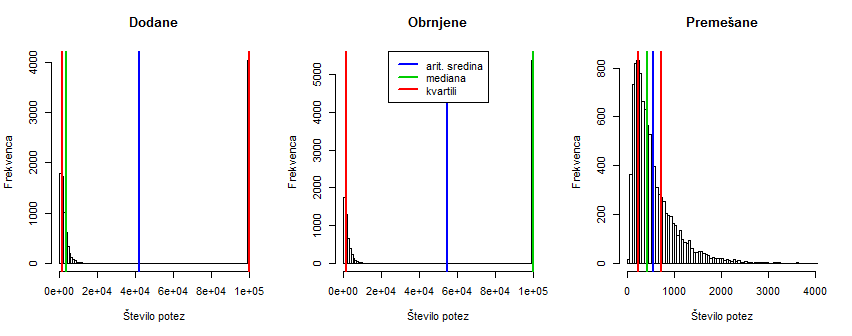 Dodane
Frekvenca
4000
3000
2000
1000
0
0e+00 2e+04 4e+04 6e+04 8e+04 1e+05
Število potez
Obrnjene
arit. sredina
mediana
kvartili
Frekvenca
5000
4000
3000
2000
1000
0
0e+00 2e+04 4e+04 6e+04 8e+04 1e+05
Število potez
Premešane
Frekvenca
800
600
400
200
0
0 1000 2000 3000 4000
Število potez